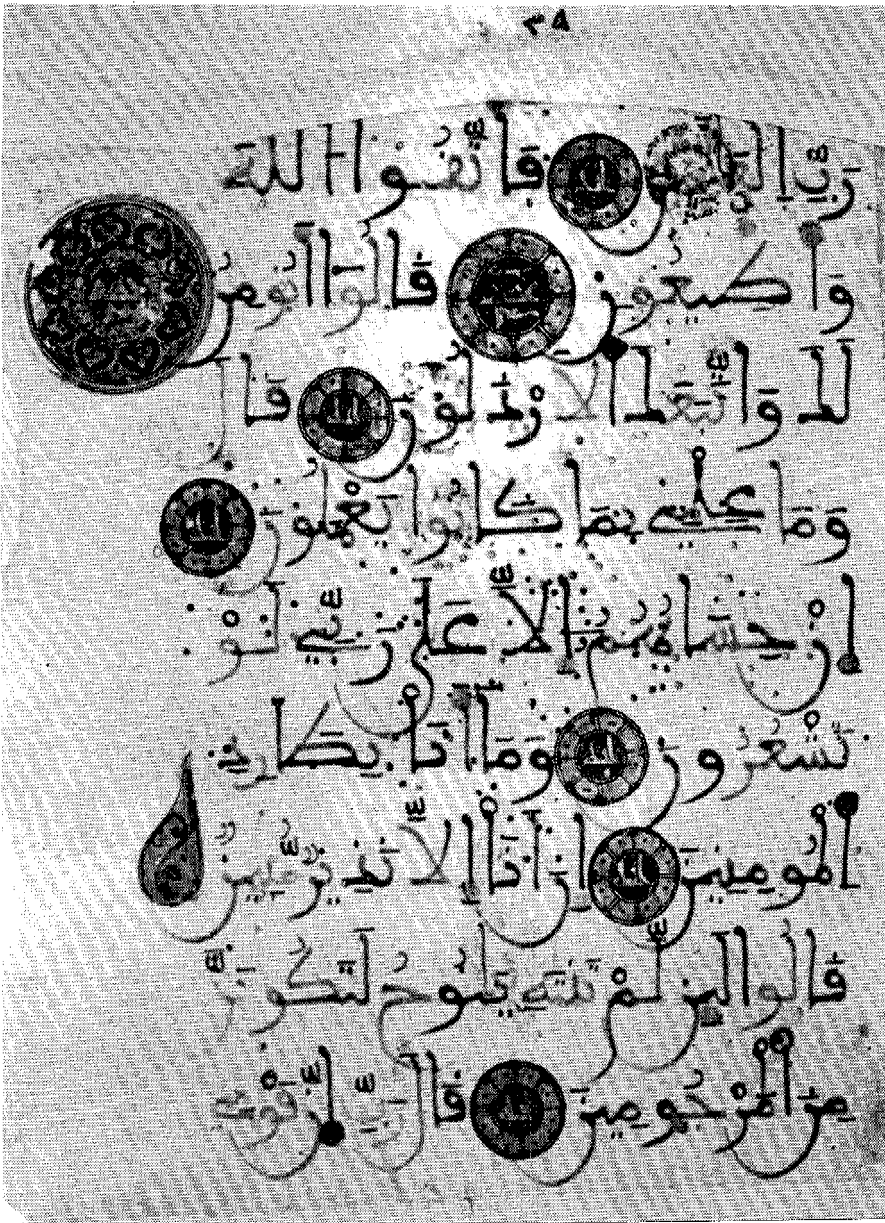 ٣٨
رب العلمين فاتقوا الله
واطيعون قالوا انومن
لك واتبعك الارذلون قال
وما علمي بما كانوا يعملون
ان حسابهم الا على ربي لو
تشعرون وما انا بطارد
المومنين ان انا الا نذير مبين
قالوا لين لم تنته ينوح لتكونن
من المرجومين قال رب ان قومي